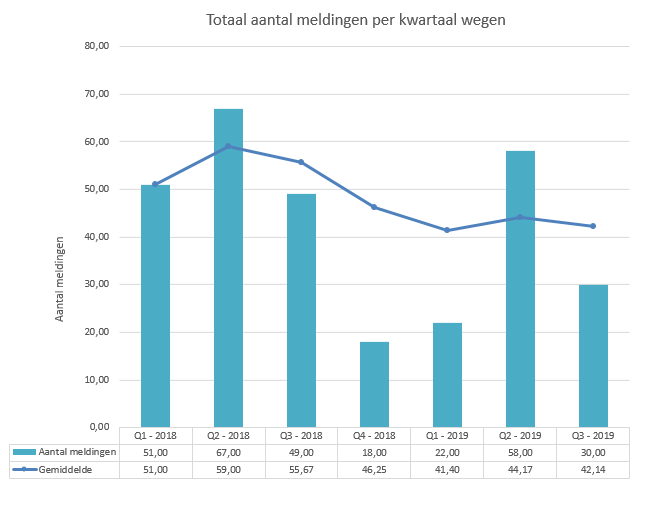 Totaal aantal meldingen per kwartaal wegen
80,00
70,00
60,00
50,00
40,00
30,00
20,00
10,00
0,00
Aantal meldingen
Q1 - 2018 Q2 - 2018 Q3 - 2018 Q4 - 2018 Q1 - 2019 Q2 - 2019 Q3 - 2019
Aantal meldingen 51,00 67,00 49,00 18,00 22,00 58,00 30,00
Gemiddelde 51,00 59,00 55,67 46,25 41,40 44,17 42,14